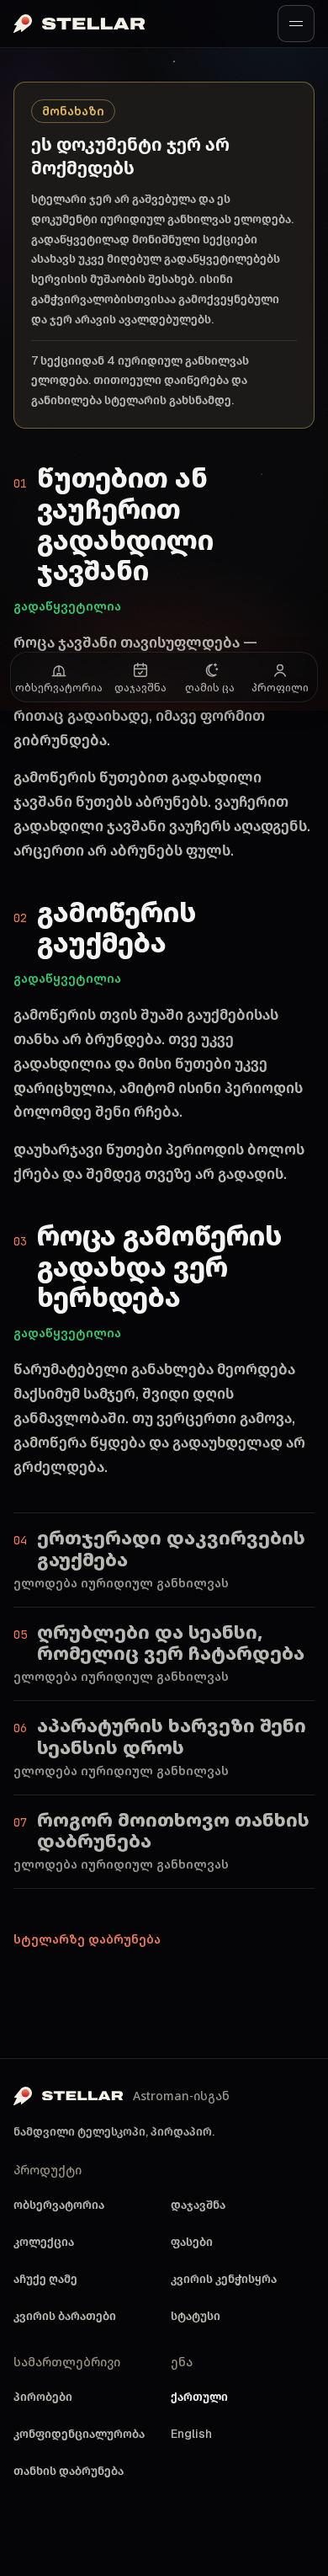 STELLAR
მონახაზი
ეს დოკუმენტი ჯერ არ
მოქმედებს
სტელარი ჯერ არ გაშვებულა და ეს
დოკუმენტი იურიდიულ განხილვას ელოდება.
გადაწყვეტილად მონიშნული სექციები
ასახავს უკვე მიღებულ გადაწყვეტილებებს
სერვისის მუშაობის შესახებ. ისინი
გამჭვირვალობისთვისაა გამოქვეყნებული
და ჯერ არავის ავალდებულებს.
7 სექციიდან 4 იურიდიულ განხილვას
ელოდება. თითოეული დაიწერება და
განიხილება სტელარის გახსნამდე.
01 წუთებით ან
ვაუჩერით
გადახდილი
ჯავშანი
გადაწყვეტილია
როცა ჯავშანი თავისუფლდება —
ობსერვატორია დაჯავშნა ღამის ცა პროფილი
რითაც გადაიხადე, იმავე ფორმით
გიბრუნდება.
გამოწერის წუთებით გადახდილი
ჯავშანი წუთებს აბრუნებს. ვაუჩერით
გადახდილი ჯავშანი ვაუჩერს აღადგენს.
არცერთი არ აბრუნებს ფულს.
02 გამოწერის
გაუქმება
გადაწყვეტილია
გამოწერის თვის შუაში გაუქმებისას
თანხა არ ბრუნდება. თვე უკვე
გადახდილია და მისი წუთები უკვე
დარიცხულია, ამიტომ ისინი პერიოდის
ბოლომდე შენი რჩება.
დაუხარჯავი წუთები პერიოდის ბოლოს
ქრება და შემდეგ თვეზე არ გადადის.
03 როცა გამოწერის
გადახდა ვერ
ხერხდება
გადაწყვეტილია
წარუმატებელი განახლება მეორდება
მაქსიმუმ სამჯერ, შვიდი დღის
განმავლობაში. თუ ვერცერთი გამოვა,
გამოწერა წყდება და გადაუხდელად არ
გრძელდება.
04 ერთჯერადი დაკვირვების
გაუქმება
ელოდება იურიდიულ განხილვას
05 ღრუბლები და სეანსი,
რომელიც ვერ ჩატარდება
ელოდება იურიდიულ განხილვას
06 აპარატურის ხარვეზი შენი
სეანსის დროს
ელოდება იურიდიულ განხილვას
07 როგორ მოითხოვო თანხის
დაბრუნება
ელოდება იურიდიულ განხილვას
სტელარზე დაბრუნება
STELLAR Astroman-ისგან
ნამდვილი ტელესკოპი, პირდაპირ.
პროდუქტი
ობსერვატორია დაჯავშნა
კოლექცია ფასები
აჩუქე ღამე კვირის კენჭისყრა
კვირის ბარათები სტატუსი
სამართლებრივი ენა
პირობები ქართული
კონფიდენციალურობა English
თანხის დაბრუნება